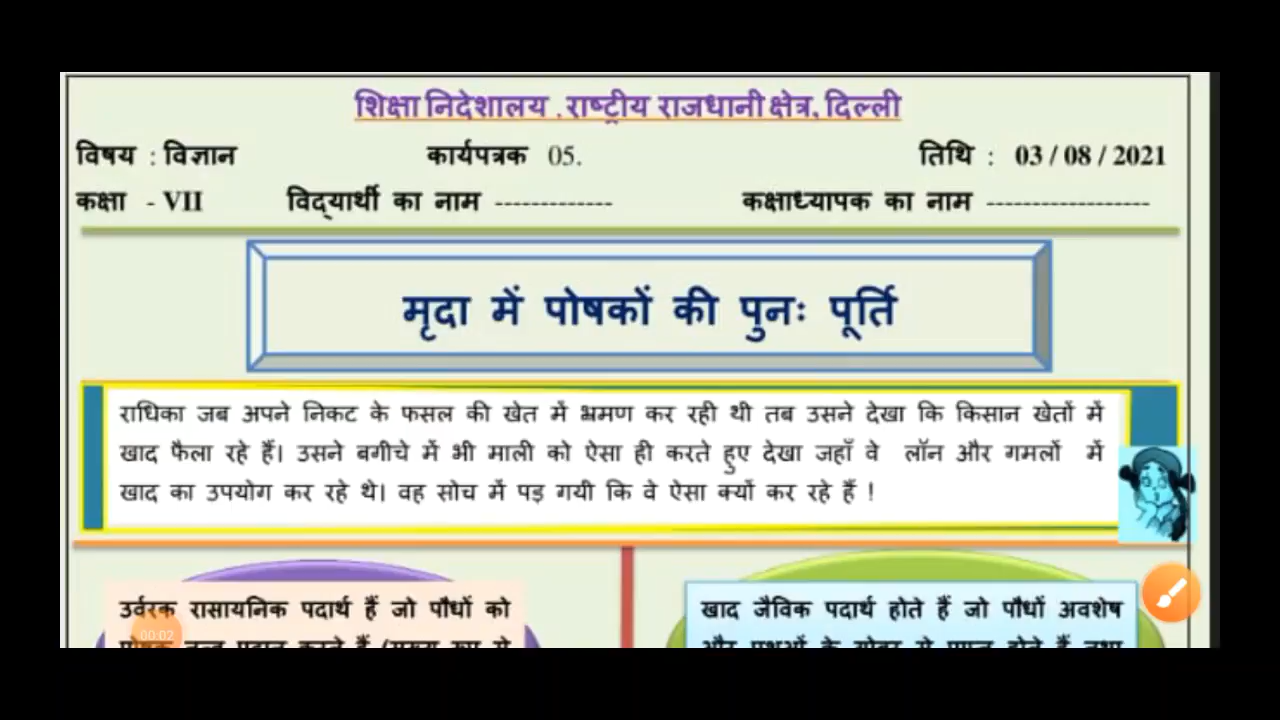 शिक्षा निदेशालय , राष्ट्रीय राजधानी क्षेत्र, दिल्ली
विषय : विज्ञान कार्यपत्रक 05. तिथि : 03 / 08 / 2021
कक्षा - VII विद्यार्थी का नाम ------------- कक्षाध्यापक का नाम ------------------
मृदा में पोषकों की पुनः पूर्ति
राधिका जब अपने निकट के फसल की खेत में भ्रमण कर रही थी तब उसने देखा कि किसान खेतों में
खाद फैला रहे हैं। उसने बगीचे में भी माली को ऐसा ही करते हुए देखा जहाँ वे लॉन और गमलों में
खाद का उपयोग कर रहे थे। वह सोच में पड़ गयी कि वे ऐसा क्यों कर रहे हैं !
उर्वरक रासायनिक पदार्थ हैं जो पौधों को
00:02
खाद जैविक पदार्थ होते हैं जो पौधों अवशेष